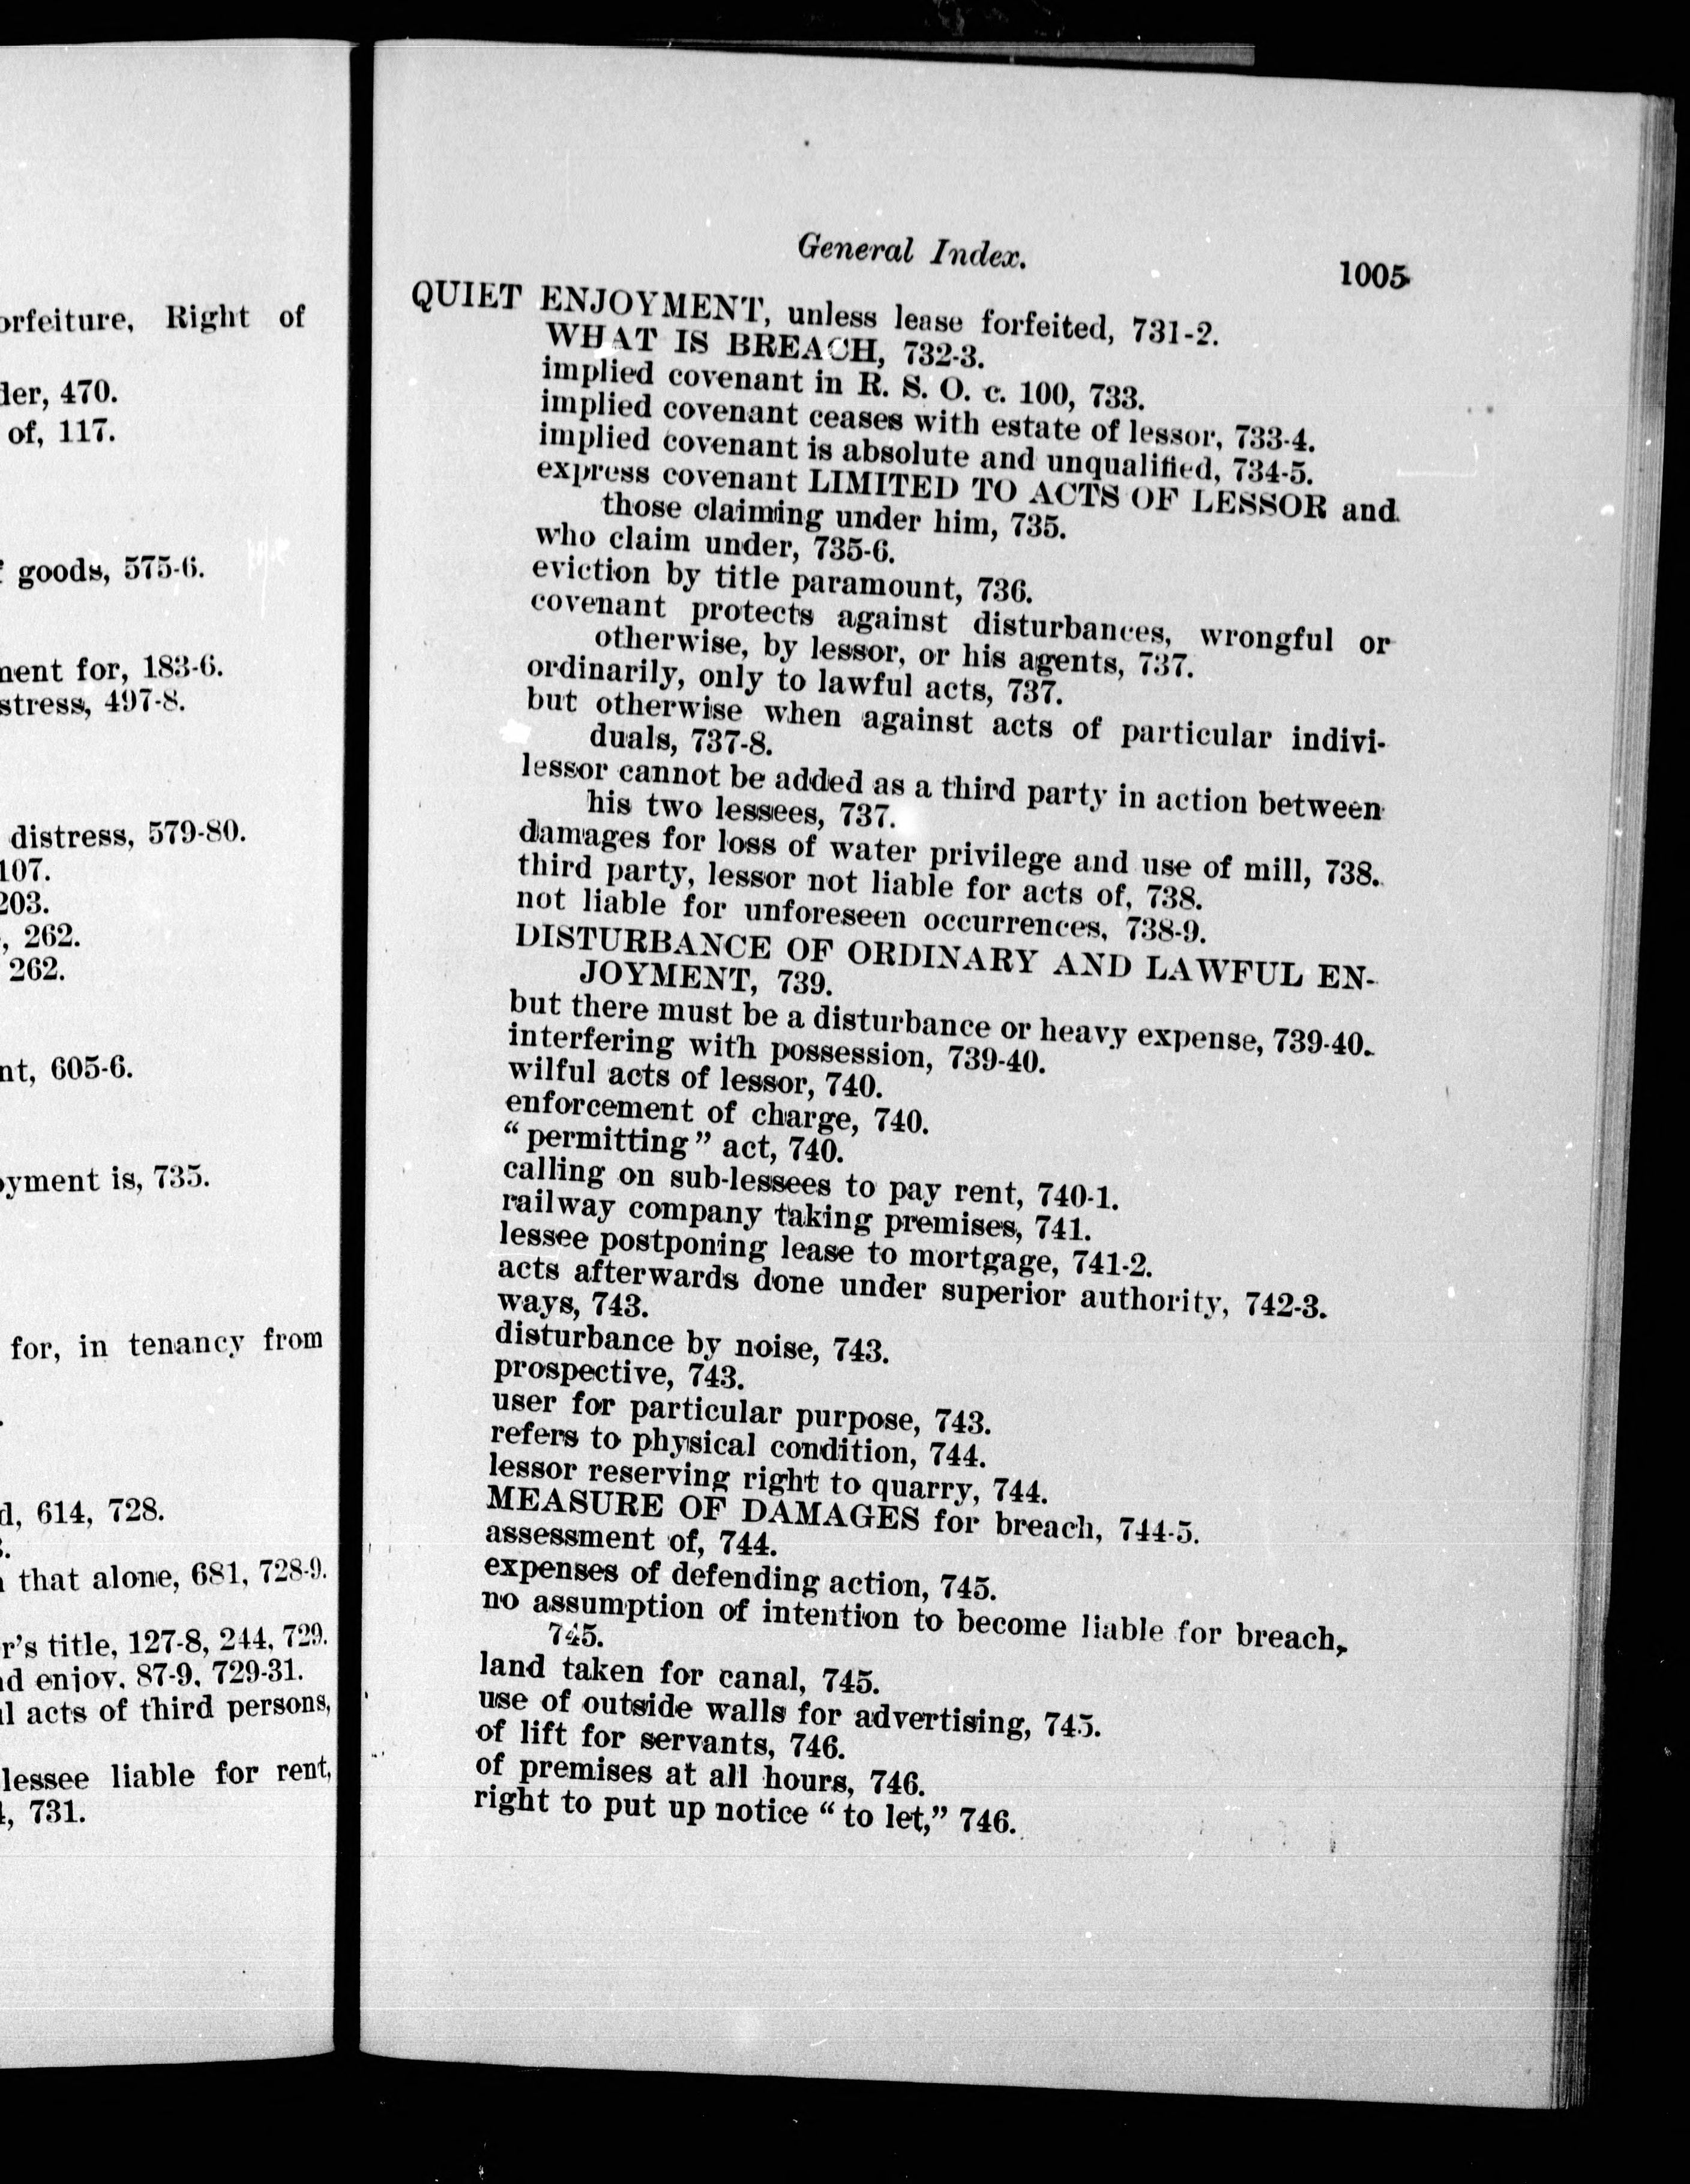 orfeiture, Right of
der, 470.
of, 117.
goods, 575-6.
ment for, 183-6.
stress, 497-8.
distress, 579-80.
107.
203.
, 262.
262.
nt, 605-6.
oyment is, 735.
for, in tenancy from
d, 614, 728.
that alone, 681, 728-9.
r's title, 127-8, 244, 729.
nd enjoy, 87-9, 729-31.
ul acts of third persons,
lessee liable for rent,
, 731.
General Index.
1005
QUIET ENJOYMENT, unless lease forfeited, 731-2.
WHAT IS BREACH, 732-3.
implied covenant in R. S. O. c. 100, 733.
implied covenant ceases with estate of lessor, 733-4.
implied covenant is absolute and unqualified, 734-5.
express covenant LIMITED TO ACTS OF LESSOR and
those claiming under him, 735.
who claim under, 735-6.
eviction by title paramount, 736.
covenant protects against disturbances, wrongful or
otherwise, by lessor, or his agents, 737.
ordinarily, only to lawful acts, 737.
but otherwise when against acts of particular indivi-
duals, 737-8.
lessor cannot be added as a third party in action between
his two lessees, 737.
damages for loss of water privilege and use of mill, 738.
third party, lessor not liable for acts of, 738.
not liable for unforeseen occurrences, 738-9.
DISTURBANCE OF ORDINARY AND LAWFUL EN-
JOYMENT, 739.
but there must be a disturbance or heavy expense, 739-40.
interfering with possession, 739-40.
wilful acts of lessor, 740.
enforcement of charge, 740.
"permitting" act, 740.
calling on sub-lessees to pay rent, 740-1.
railway company taking premises, 741.
lessee postponing lease to mortgage, 741-2.
acts afterwards done under superior authority, 742-3.
ways, 743.
disturbance by noise, 743.
prospective, 743.
user for particular purpose, 743.
refers to physical condition, 744.
lessor reserving right to quarry, 744.
MEASURE OF DAMAGES for breach, 744-5.
assessment of, 744.
expenses of defending action, 745.
no assumption of intention to become liable for breach,
745.
land taken for canal, 745.
use of outside walls for advertising, 745.
of lift for servants, 746.
of premises at all hours, 746.
right to put up notice "to let," 746.